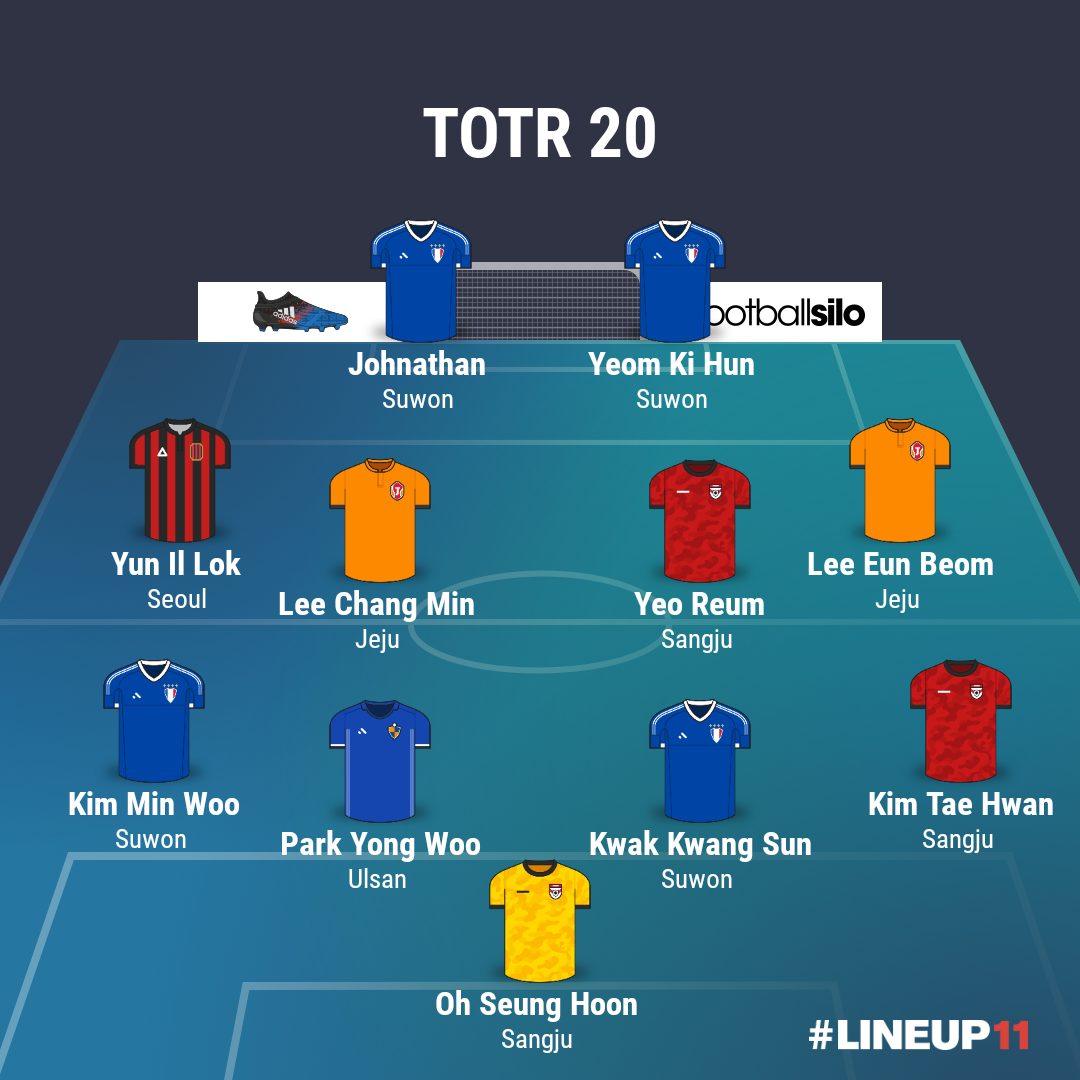 TOTR 20
adidas
ootballsilo
Johnathan
Suwon
Yeom Ki Hun
Suwon
Yun Il Lok
Seoul
Lee Chang Min
Jeju
Yeo Reum
Sangju
Lee Eun Beom
Jeju
Kim Min Woo
Suwon
Park Yong Woo
Ulsan
Kwak Kwang Sun
Suwon
Kim Tae Hwan
Sangju
Oh Seung Hoon
Sangju
#LINEUP11